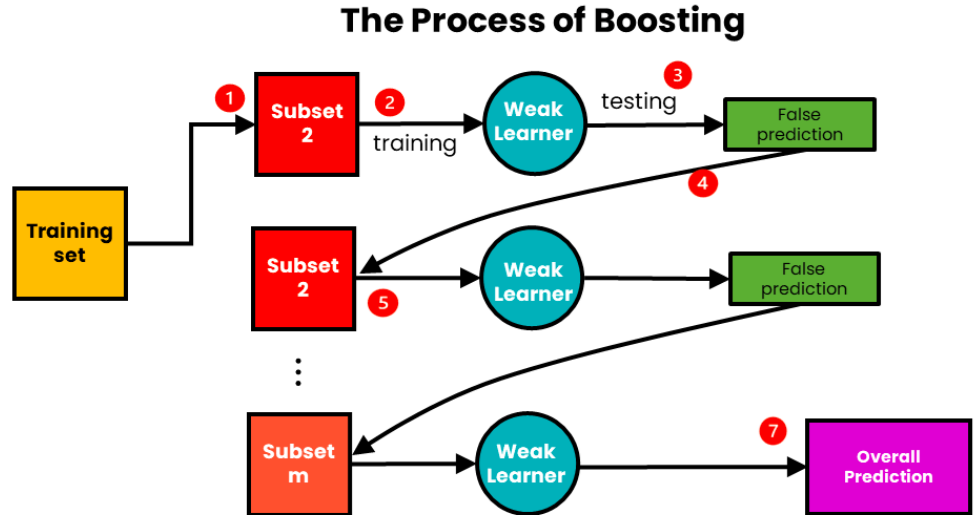 The Process of Boosting
1
Subset
2
2
training
Weak
Learner
3
testing
False
prediction
4
Training
set
Subset
2
5
Weak
Learner
False
prediction
Subset
m
Weak
Learner
7
Overall
Prediction